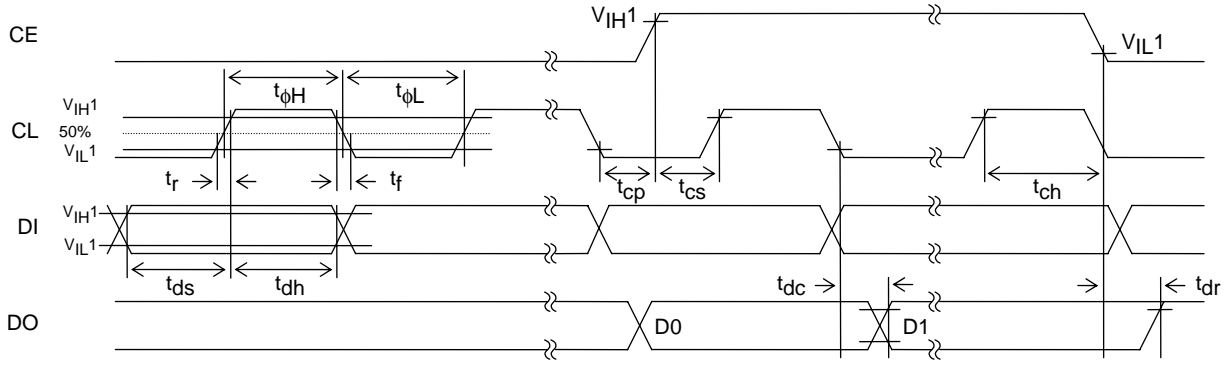 CE VIH1 VIL1
tϕH tϕL
VIH1
CL 50%
VIL1
tr tf tcp tcs tch
DI VIH1
VIL1
tds tdh tdc tdr
DO D0 D1